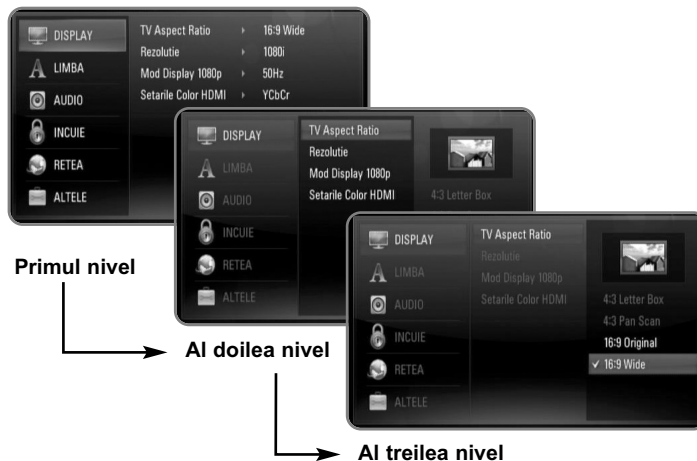 DISPLAY
LIMBA
AUDIO
INCUIE
RETEA
ALTELE
TV Aspect Ratio 16:9 Wide
Rezolutie 1080i
Mod Display 1080p 50Hz
Setarile Color HDMI YCbCr
Primul nivel
DISPLAY
LIMBA
AUDIO
INCUIE
RETEA
ALTELE
TV Aspect Ratio
Rezolutie
Mod Display 1080p
Setarile Color HDMI
4:3 Letter Box
Al doilea nivel
DISPLAY
LIMBA
AUDIO
INCUIE
RETEA
ALTELE
TV Aspect Ratio
Rezolutie
Mod Display 1080p
Setarile Color HDMI
4:3 Letter Box
4:3 Pan Scan
16:9 Original
✓ 16:9 Wide
Al treilea nivel